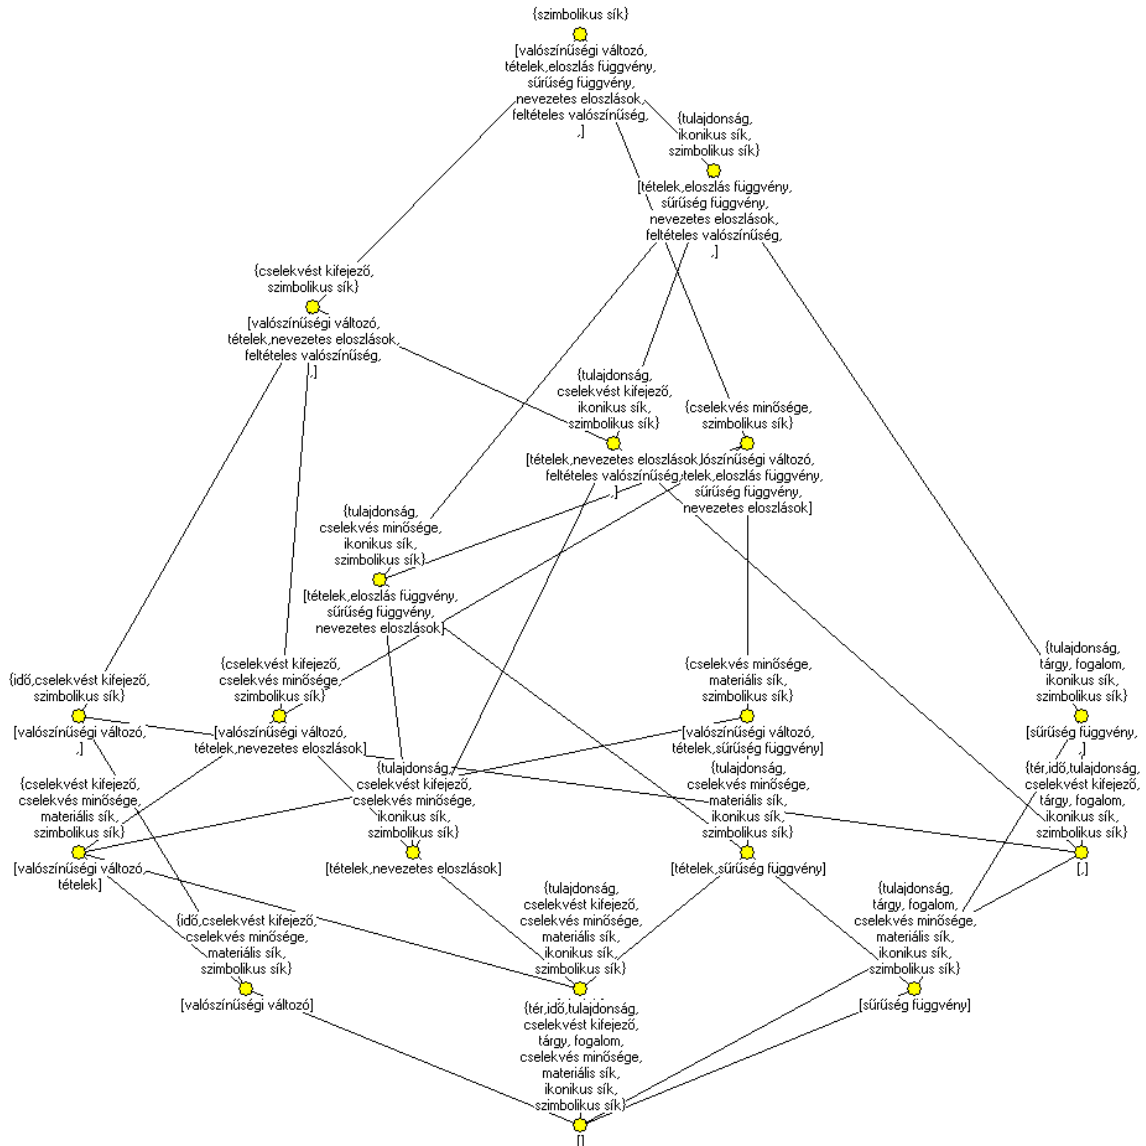 {szimbolikus sík}
[valószínűségi változó,
tételek,eloszlás függvény,
sűrűség függvény,
nevezetes eloszlások,
feltételes valószínűség,
,]
{tulajdonság,
ikonikus sík,
szimbolikus sík}
[tételek,eloszlás függvény,
sűrűség függvény,
nevezetes eloszlások,
feltételes valószínűség,
,]
{cselekvést kifejező,
szimbolikus sík}
[valószínűségi változó,
tételek,nevezetes eloszlások,
feltételes valószínűség,
,]
{tulajdonság,
cselekvést kifejező,
ikonikus sík,
szimbolikus sík}
[tételek,nevezetes eloszlások,
feltételes valószínűség,
,]
{cselekvés minősége,
szimbolikus sík}
lószínűségi változó,
telek,eloszlás függvény,
sűrűség függvény,
nevezetes eloszlások]
{tulajdonság,
cselekvés minősége,
ikonikus sík,
szimbolikus sík}
[tételek,eloszlás függvény,
sűrűség függvény,
nevezetes eloszlások]
{idő,cselekvést kifejező,
szimbolikus sík}
[valószínűségi változó,
,]
{cselekvést kifejező,
cselekvés minősége,
szimbolikus sík}
[valószínűségi változó,
tételek,nevezetes eloszlások]
{cselekvés minősége,
materiális sík,
szimbolikus sík}
[valószínűségi változó,
tételek,sűrűség függvény]
{tulajdonság,
tárgy, fogalom,
ikonikus sík,
szimbolikus sík}
[sűrűség függvény,
,]
{cselekvést kifejező,
cselekvés minősége,
materiális sík,
szimbolikus sík}
[valószínűségi változó,
tételek]
{tulajdonság,
cselekvést kifejező,
cselekvés minősége,
ikonikus sík,
szimbolikus sík}
[tételek,nevezetes eloszlások]
{tulajdonság,
cselekvés minősége,
materiális sík,
ikonikus sík,
szimbolikus sík}
[tételek,sűrűség függvény]
{tér,idő,tulajdonság,
cselekvést kifejező,
tárgy, fogalom,
ikonikus sík,
szimbolikus sík}
[,]
{idő,cselekvést kifejező,
cselekvés minősége,
materiális sík,
szimbolikus sík}
[valószínűségi változó]
{tulajdonság,
cselekvést kifejező,
cselekvés minősége,
materiális sík,
ikonikus sík,
szimbolikus sík}
{tulajdonság,
tárgy, fogalom,
cselekvés minősége,
materiális sík,
ikonikus sík,
szimbolikus sík}
[sűrűség függvény]
{tér,idő,tulajdonság,
cselekvést kifejező,
tárgy, fogalom,
cselekvés minősége,
materiális sík,
ikonikus sík,
szimbolikus sík}
[]